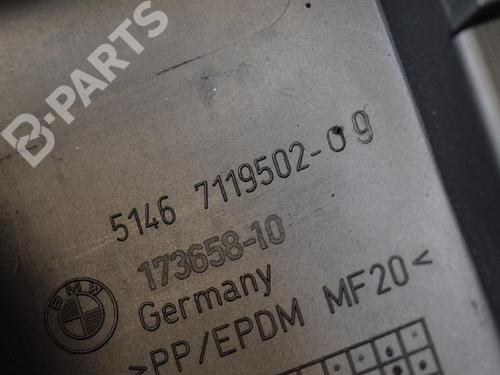 B-PARTS
5146 7119502-09
173658-10
BMW
Germany
>PP/EPDM MF20<